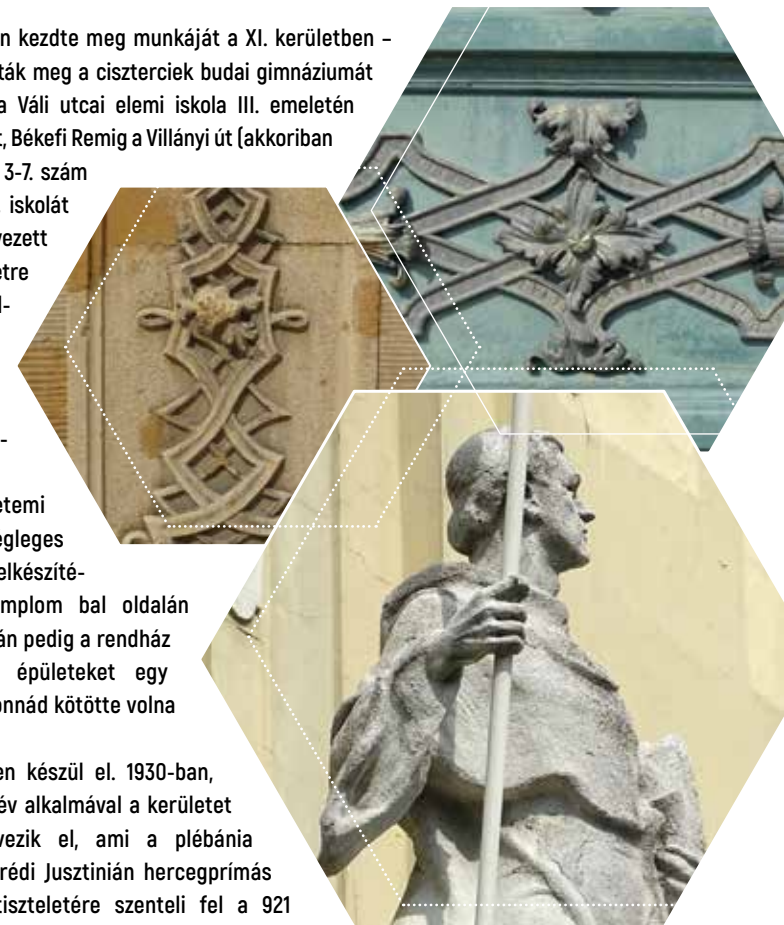 n kezdte meg munkáját a XI. kerületben –
ták meg a ciszterciek budai gimnáziumát
a Váli utcai elemi iskola III. emeletén
t, Békefi Remig a Villányi út (akkoriban
3-7. szám
iskolát
vezett
etre
l-
-
etemi
égleges
elkészíté-
mplom bal oldalán
án pedig a rendház
épületeket egy
onnád kötötte volna
en készül el. 1930-ban,
év alkalmával a kerületet
vezik el, ami a plébánia
rédi Jusztinián hercegprímás
tiszteletére szenteli fel a 921